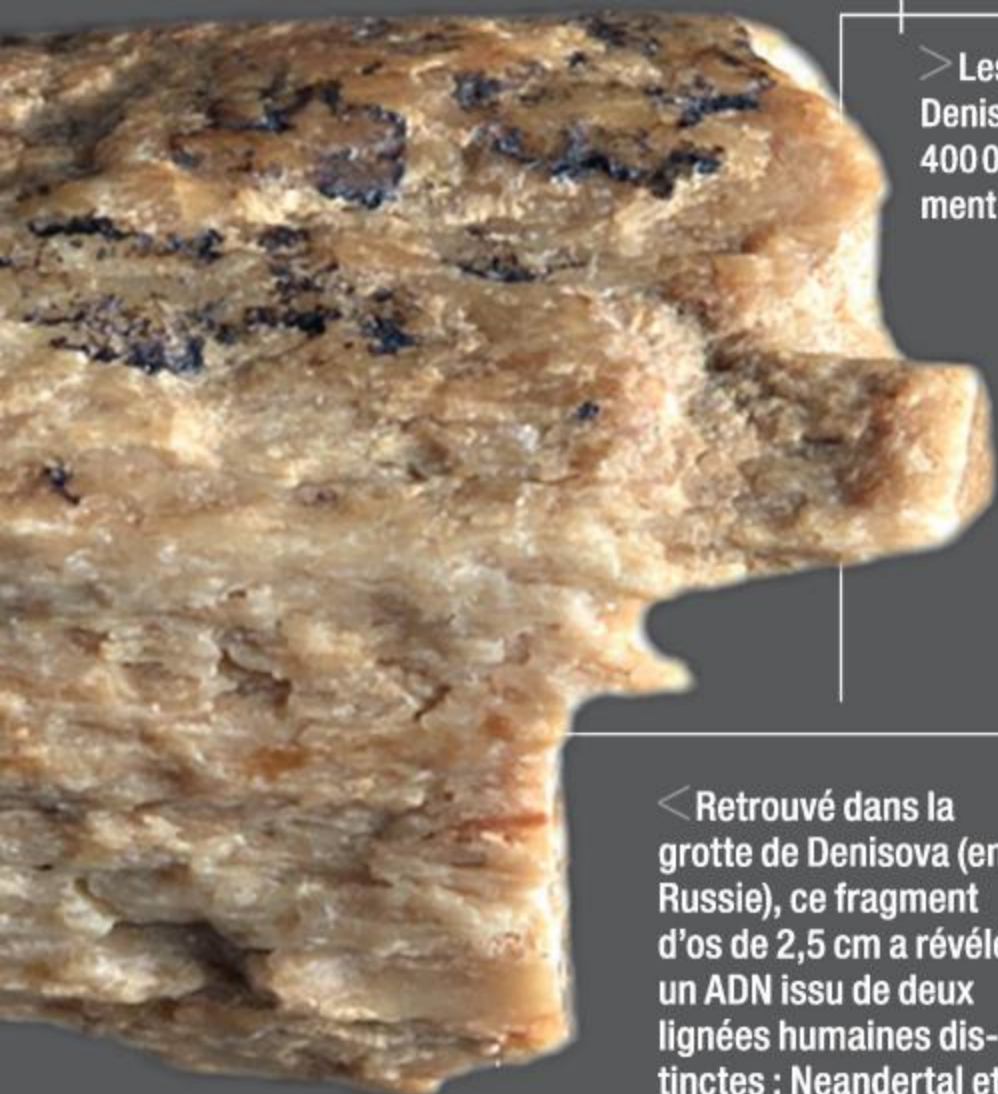 > Les
Denis
400 0
ment
< Retrouvé dans la
grotte de Denisova (en
Russie), ce fragment
d’os de 2,5 cm a révélé
un ADN issu de deux
lignées humaines dis-
tinctes : Neandertal et